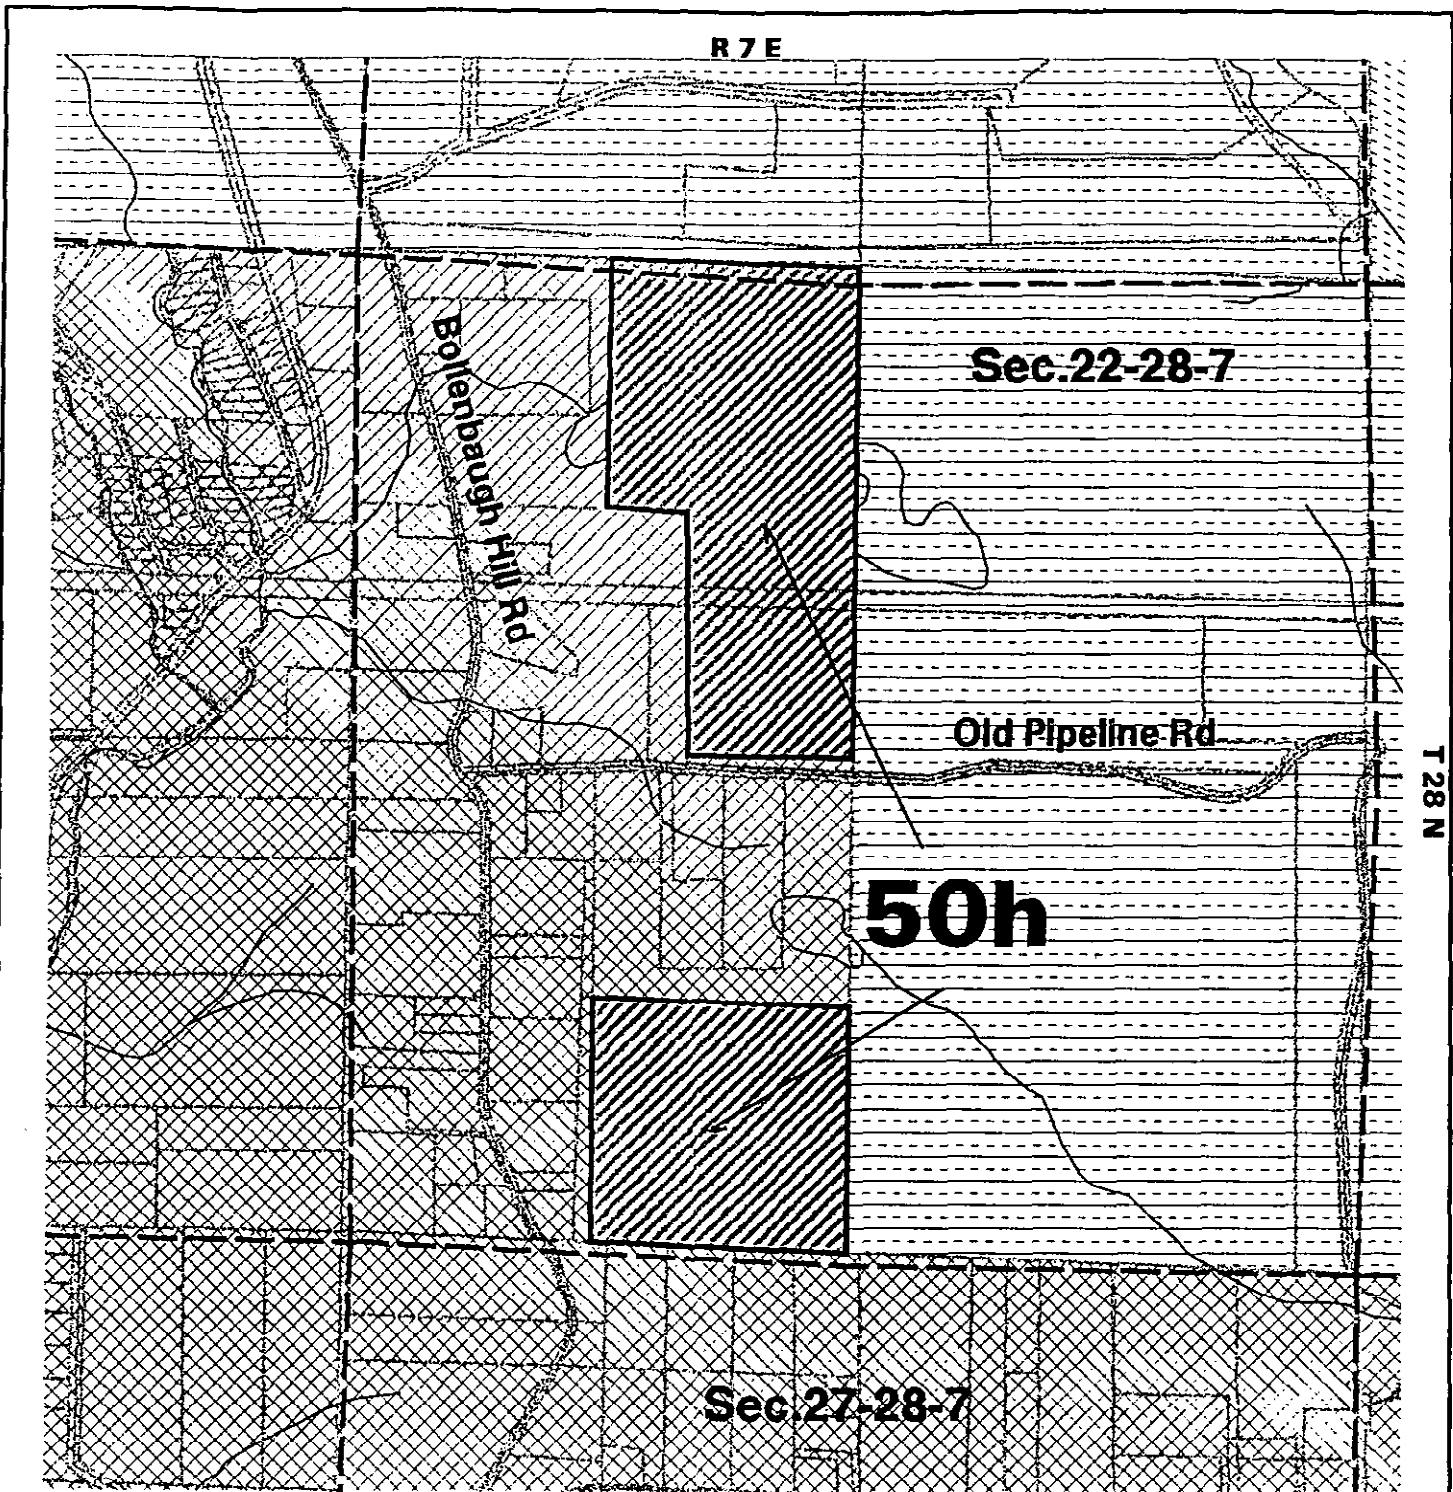 R 7 E
Sec.22-28-7
Bollenbaugh Hill Rd
Old Pipeline Rd
T 28 N
50h
Sec.27-28-7